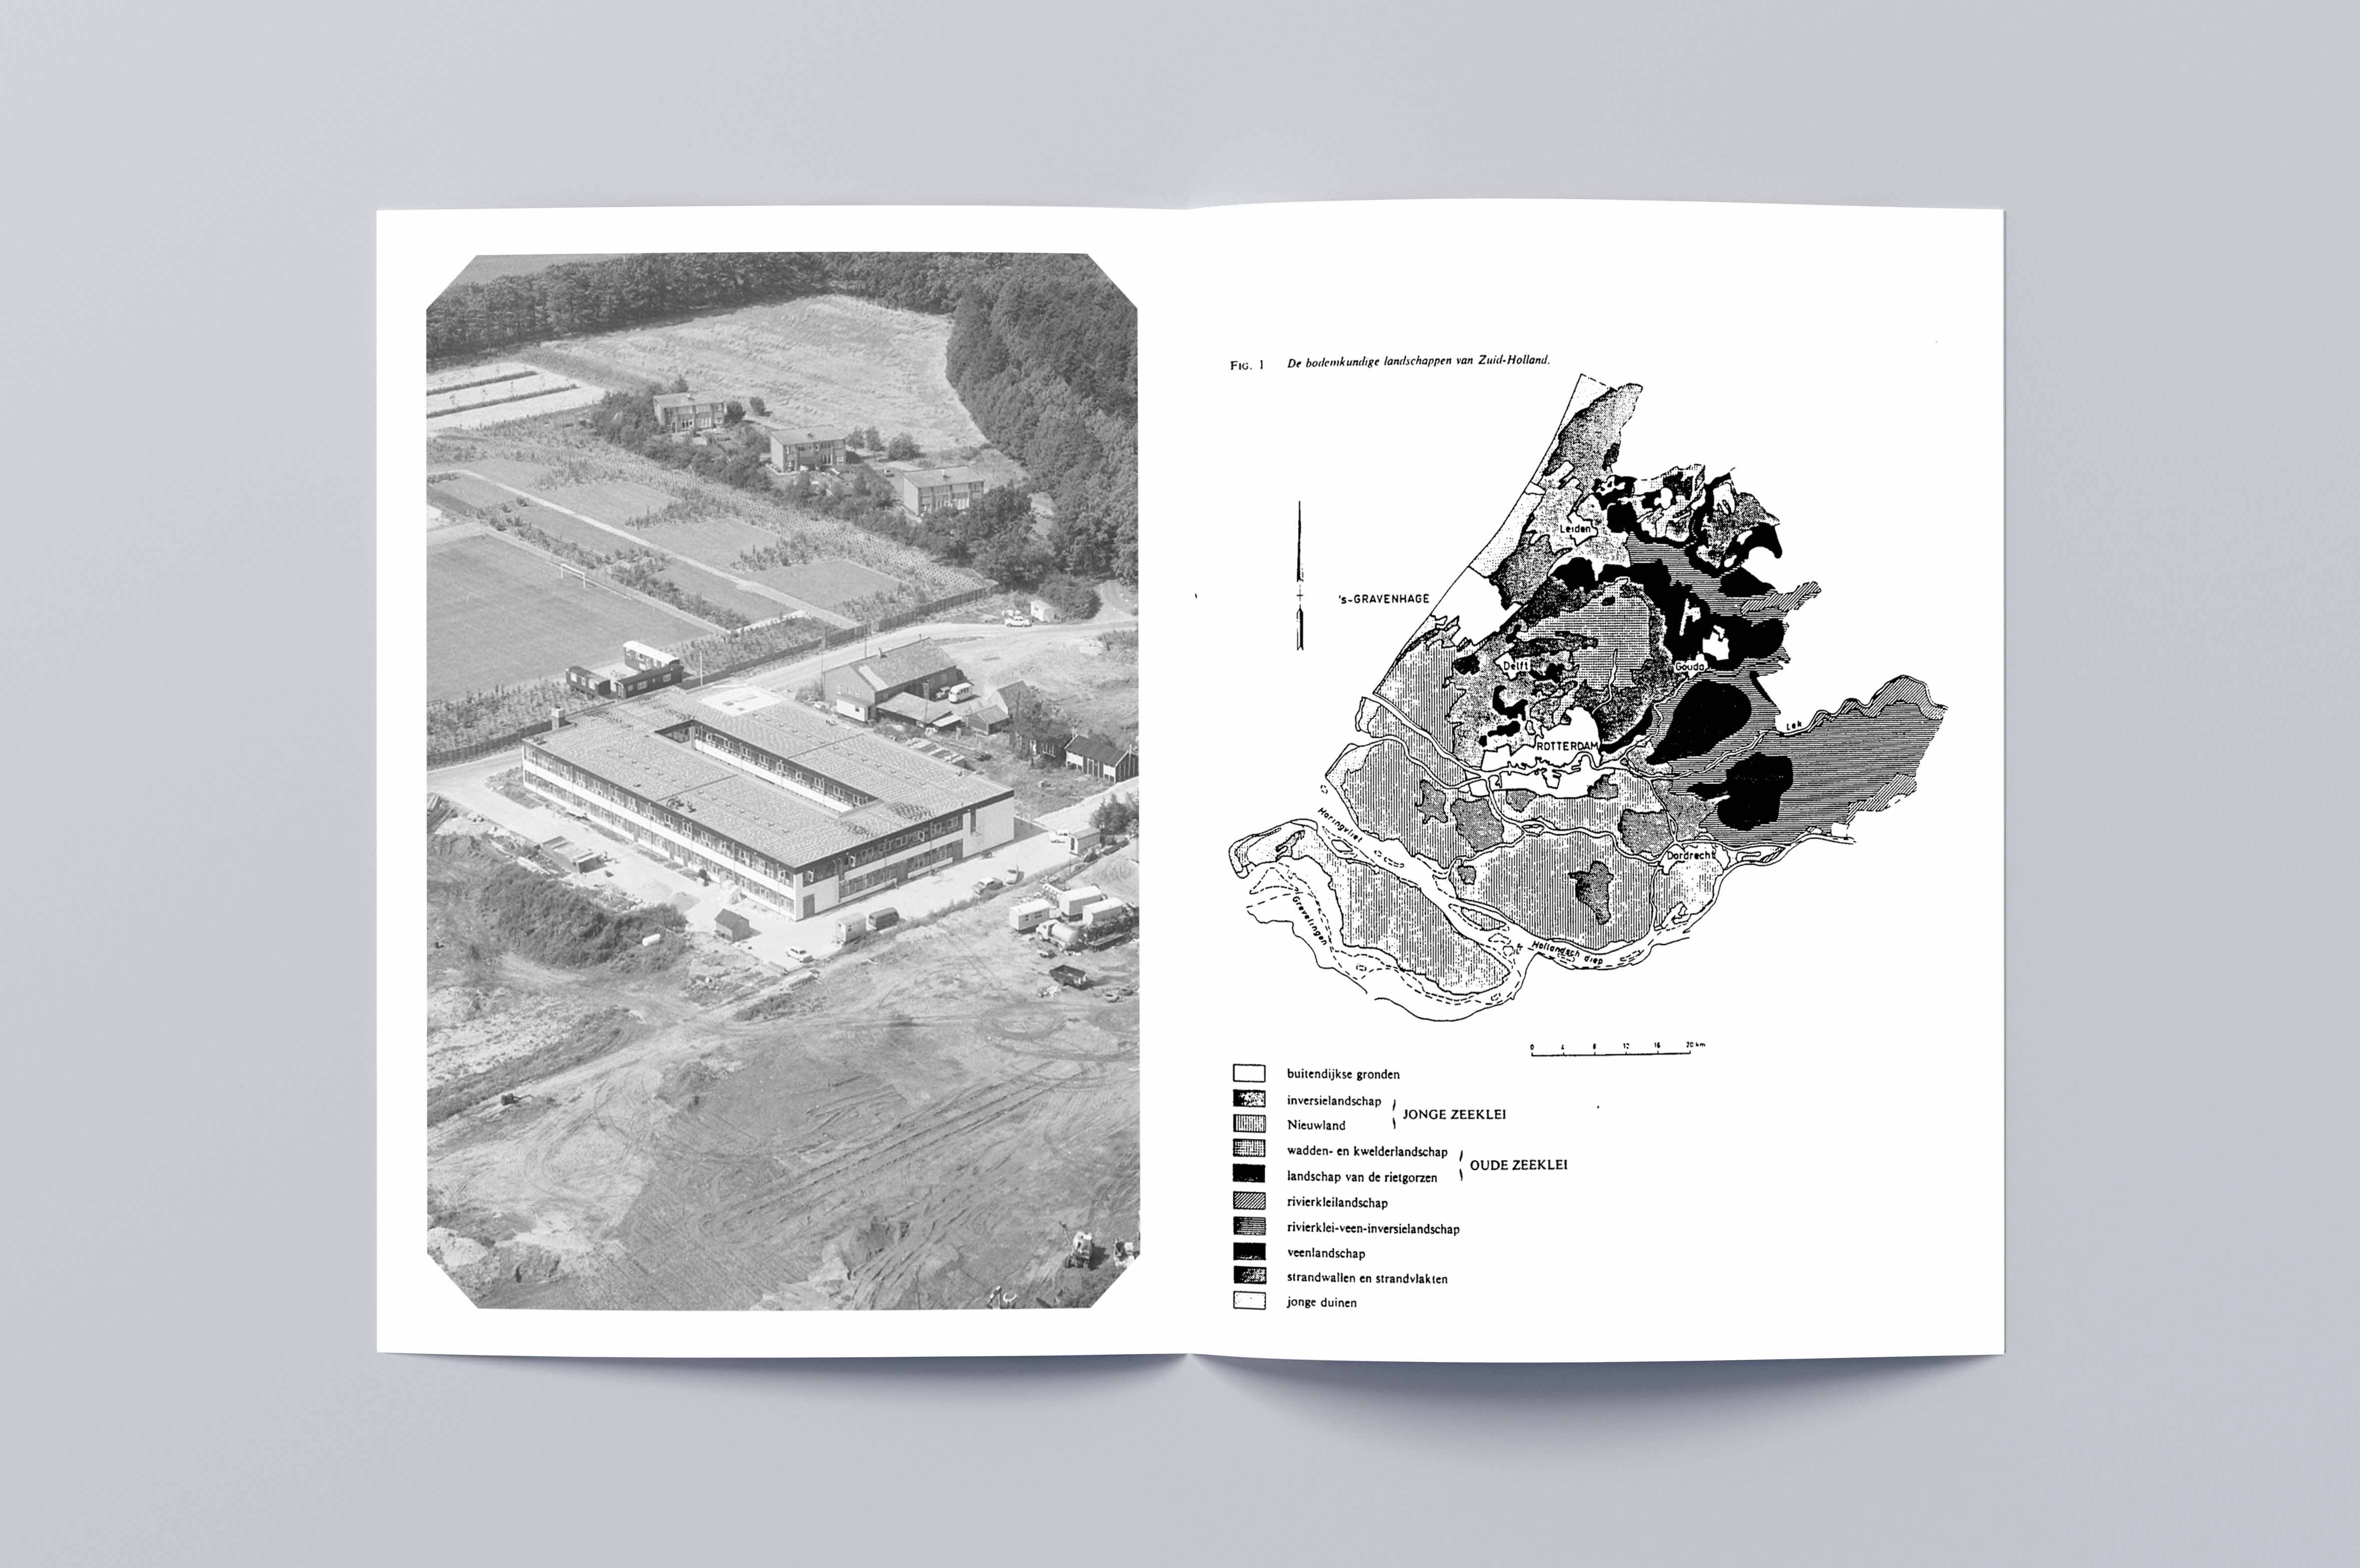 FIG. 1 De bodemkundige landschappen van Zuid-Holland.
Leiden
's-GRAVENHAGE
Delft
Gouda
Lek
ROTTERDAM
Haringvliet
Dordrecht
Grevelingen
Hollandsch diep
0 4 8 12 16 20 km
buitendijkse gronden
inversielandschap
JONGE ZEEKLEI
Nieuwland
wadden- en kwelderlandschap
OUDE ZEEKLEI
landschap van de rietgorzen
rivierkleilandschap
rivierklei-veen-inversielandschap
veenlandschap
strandwallen en strandvlakten
jonge duinen